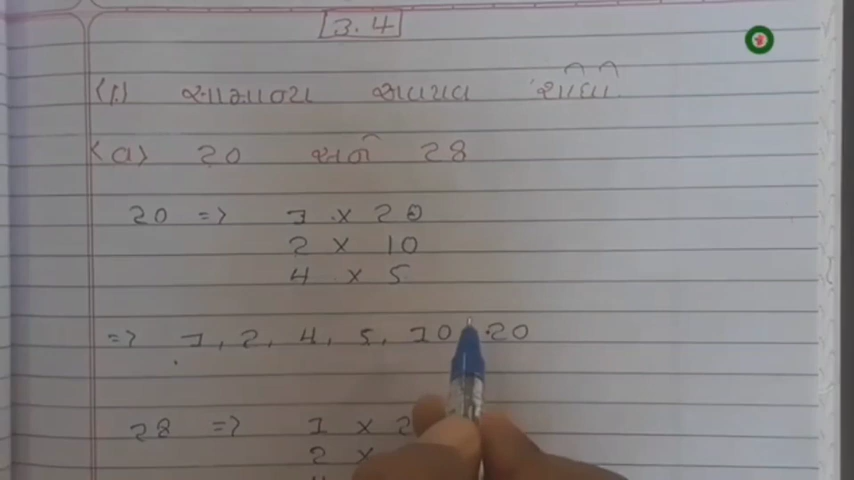 3.4
(1) સામાન્ય અવયવ શોધો.
(a) 20 અને 28
20 => 1 x 20
2 x 10
4 x 5
=> 1, 2, 4, 5, 10, 20
28 => 1 x 2
2 x